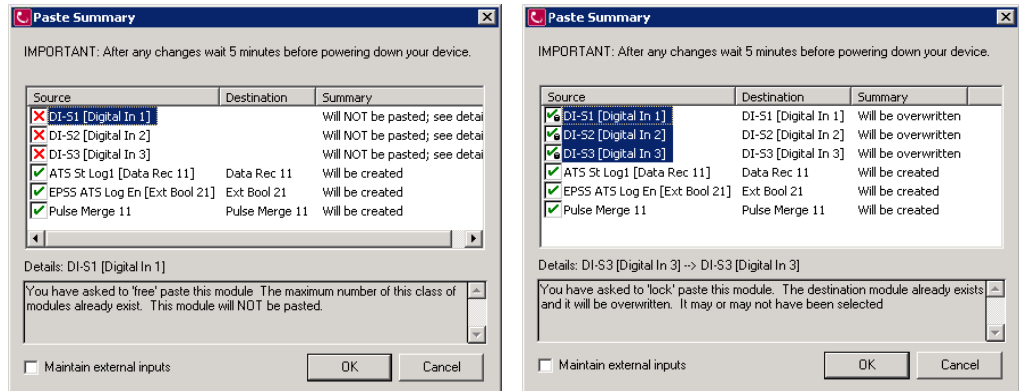 Paste Summary
IMPORTANT: After any changes wait 5 minutes before powering down your device.
Source Destination Summary
DI-S1 [Digital In 1] Will NOT be pasted; see detai
DI-S2 [Digital In 2] Will NOT be pasted; see detai
DI-S3 [Digital In 3] Will NOT be pasted; see detai
ATS St Log1 [Data Rec 11] Data Rec 11 Will be created
EPSS ATS Log En [Ext Bool 21] Ext Bool 21 Will be created
Pulse Merge 11 Pulse Merge 11 Will be created
Details: DI-S1 [Digital In 1]
You have asked to 'free' paste this module The maximum number of this class of
modules already exist. This module will NOT be pasted.
Maintain external inputs
OK Cancel
Paste Summary
IMPORTANT: After any changes wait 5 minutes before powering down your device.
Source Destination Summary
DI-S1 [Digital In 1] DI-S1 [Digital In 1] Will be overwritten
DI-S2 [Digital In 2] DI-S2 [Digital In 2] Will be overwritten
DI-S3 [Digital In 3] DI-S3 [Digital In 3] Will be overwritten
ATS St Log1 [Data Rec 11] Data Rec 11 Will be created
EPSS ATS Log En [Ext Bool 21] Ext Bool 21 Will be created
Pulse Merge 11 Pulse Merge 11 Will be created
Details: DI-S3 [Digital In 3] --> DI-S3 [Digital In 3]
You have asked to 'lock' paste this module. The destination module already exists
and it will be overwritten. It may or may not have been selected
Maintain external inputs
OK Cancel